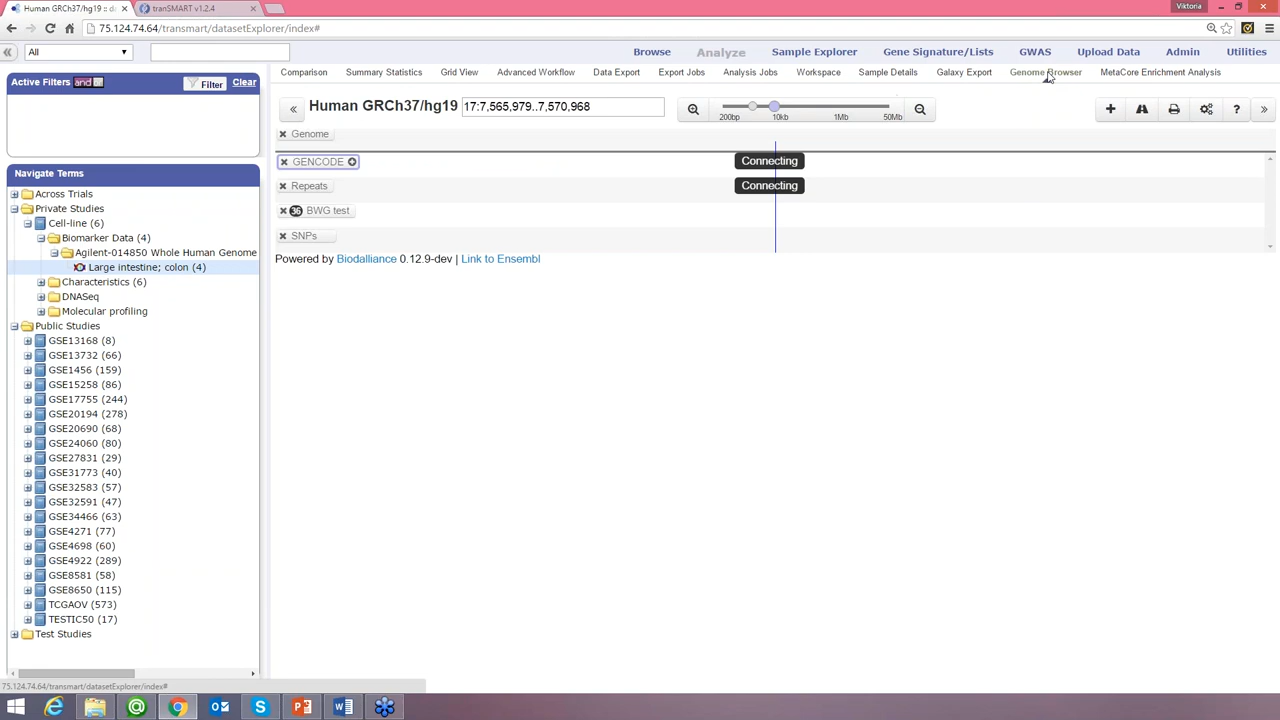 Human GRCh37/hg19 :: da
tranSMART v1.2.4
Viktoria
75.124.74.64/transmart/datasetExplorer/index#
All
Browse
Analyze
Sample Explorer
Gene Signature/Lists
GWAS
Upload Data
Admin
Utilities
Active Filters and
Filter
Clear
Comparison
Summary Statistics
Grid View
Advanced Workflow
Data Export
Export Jobs
Analysis Jobs
Workspace
Sample Details
Galaxy Export
Genome Browser
MetaCore Enrichment Analysis
Human GRCh37/hg19
17:7,565,979..7,570,968
200bp
10kb
1Mb
50Mb
Genome
GENCODE
Connecting
Repeats
Connecting
36 BWG test
SNPs
Powered by Biodalliance 0.12.9-dev | Link to Ensembl
Navigate Terms
Across Trials
Private Studies
Cell-line (6)
Biomarker Data (4)
Agilent-014850 Whole Human Genome
Large intestine; colon (4)
Characteristics (6)
DNASeq
Molecular profiling
Public Studies
GSE13168 (8)
GSE13732 (66)
GSE1456 (159)
GSE15258 (86)
GSE17755 (244)
GSE20194 (278)
GSE20690 (68)
GSE24060 (80)
GSE27831 (29)
GSE31773 (40)
GSE32583 (57)
GSE32591 (47)
GSE34466 (63)
GSE4271 (77)
GSE4698 (60)
GSE4922 (289)
GSE8581 (58)
GSE8650 (115)
TCGAOV (573)
TESTIC50 (17)
Test Studies
75.124.74.64/transmart/datasetExplorer/index#